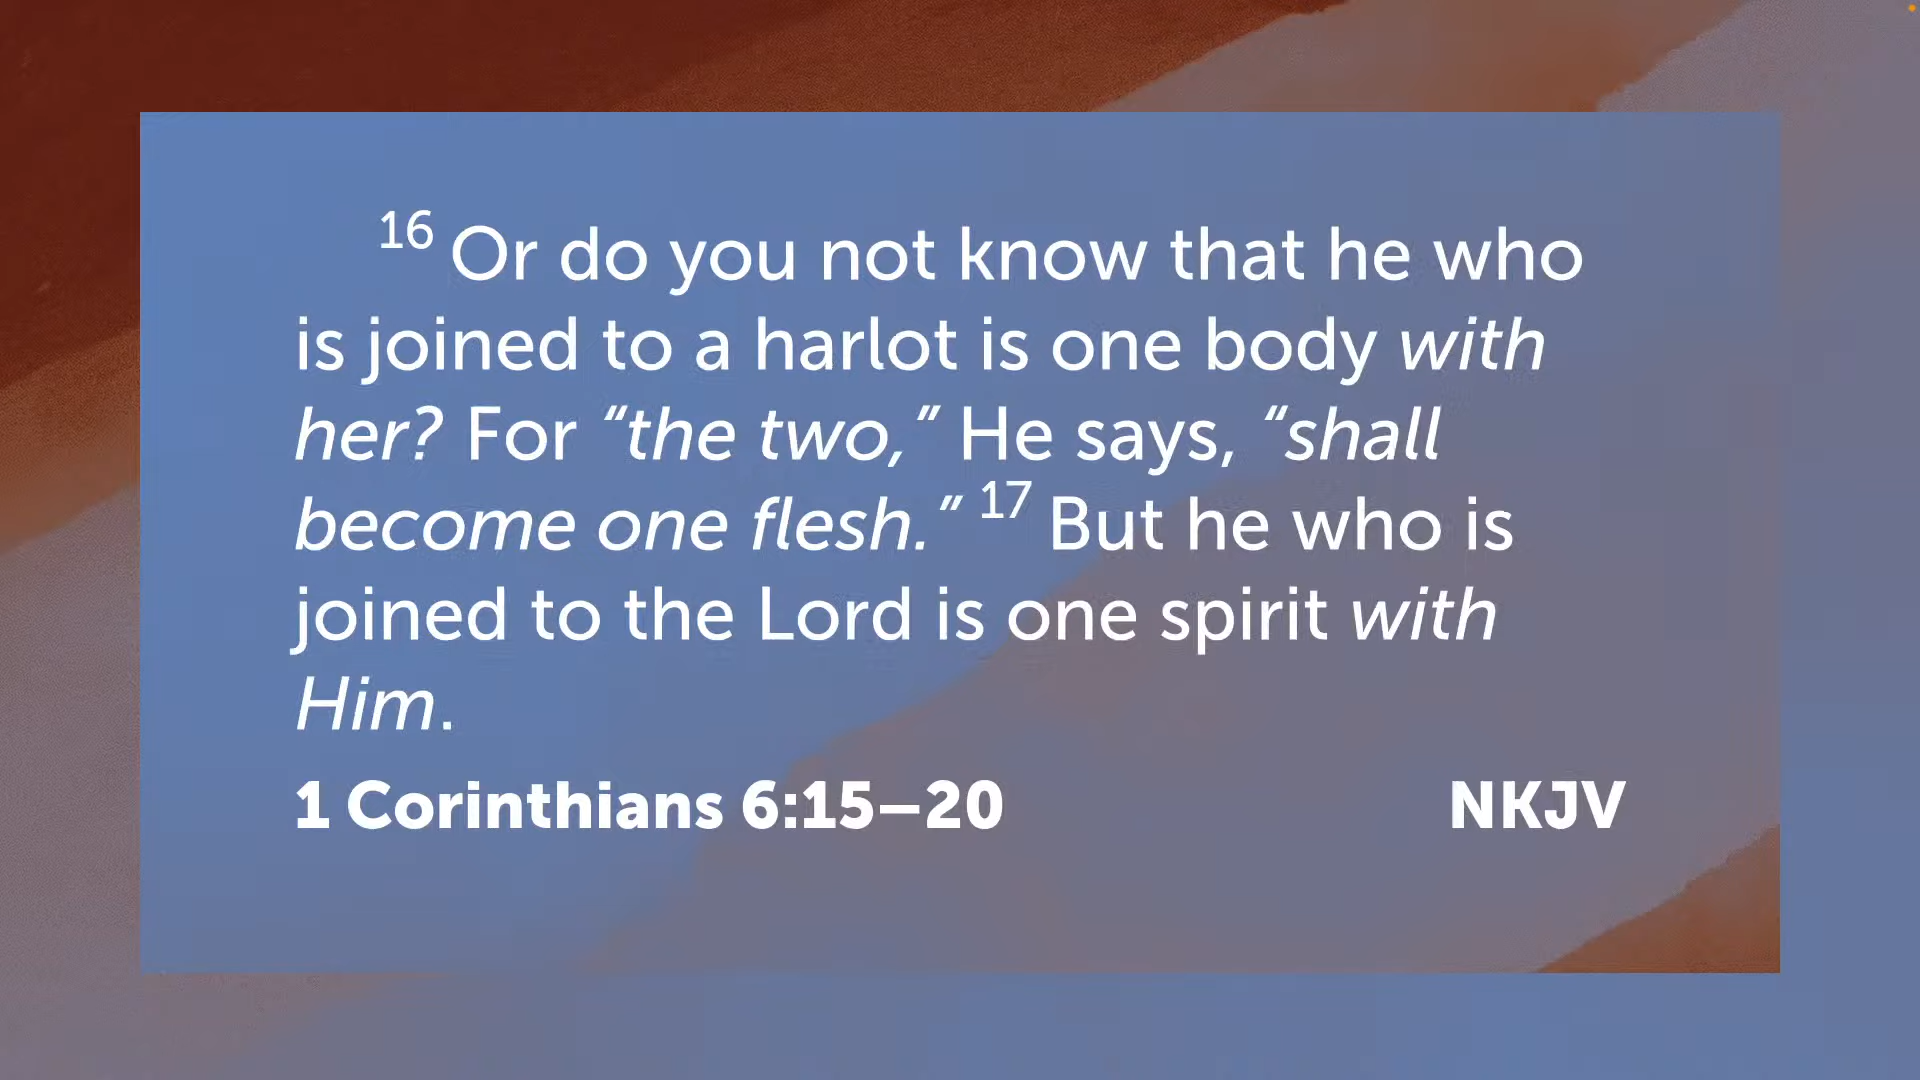 16 Or do you not know that he who
is joined to a harlot is one body with
her? For “the two,” He says, “shall
become one flesh.” 17 But he who is
joined to the Lord is one spirit with
Him.
1 Corinthians 6:15–20 NKJV